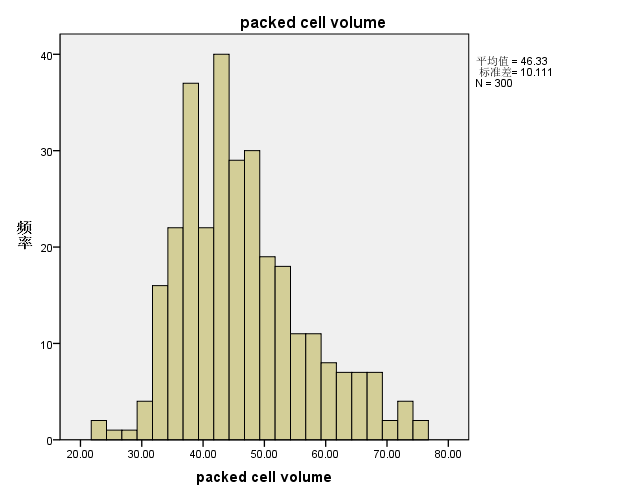 packed cell volume
平均值 = 46.33
标准差= 10.111
N = 300
40
30
频率
20
10
0
20.00 30.00 40.00 50.00 60.00 70.00 80.00
packed cell volume